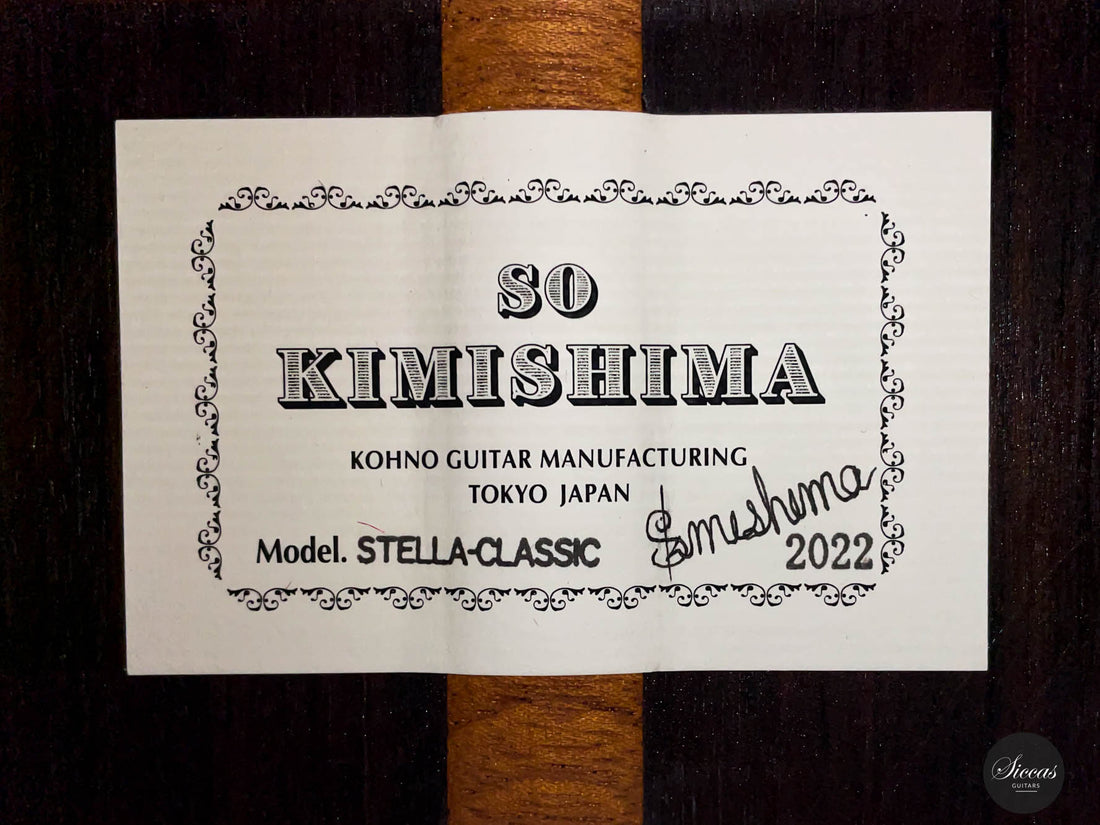 SO
KIMISHIMA
KOHNO GUITAR MANUFACTURING
TOKYO JAPAN
Model. STELLA-CLASSIC
2022
Siccas
GUITARS